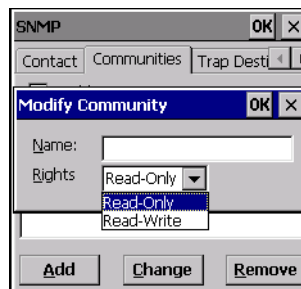 SNMP OK ×
Contact Communities Trap Desti
Modify Community OK ×
Name:
Rights Read-Only
Read-Only
Read-Write
Add Change Remove